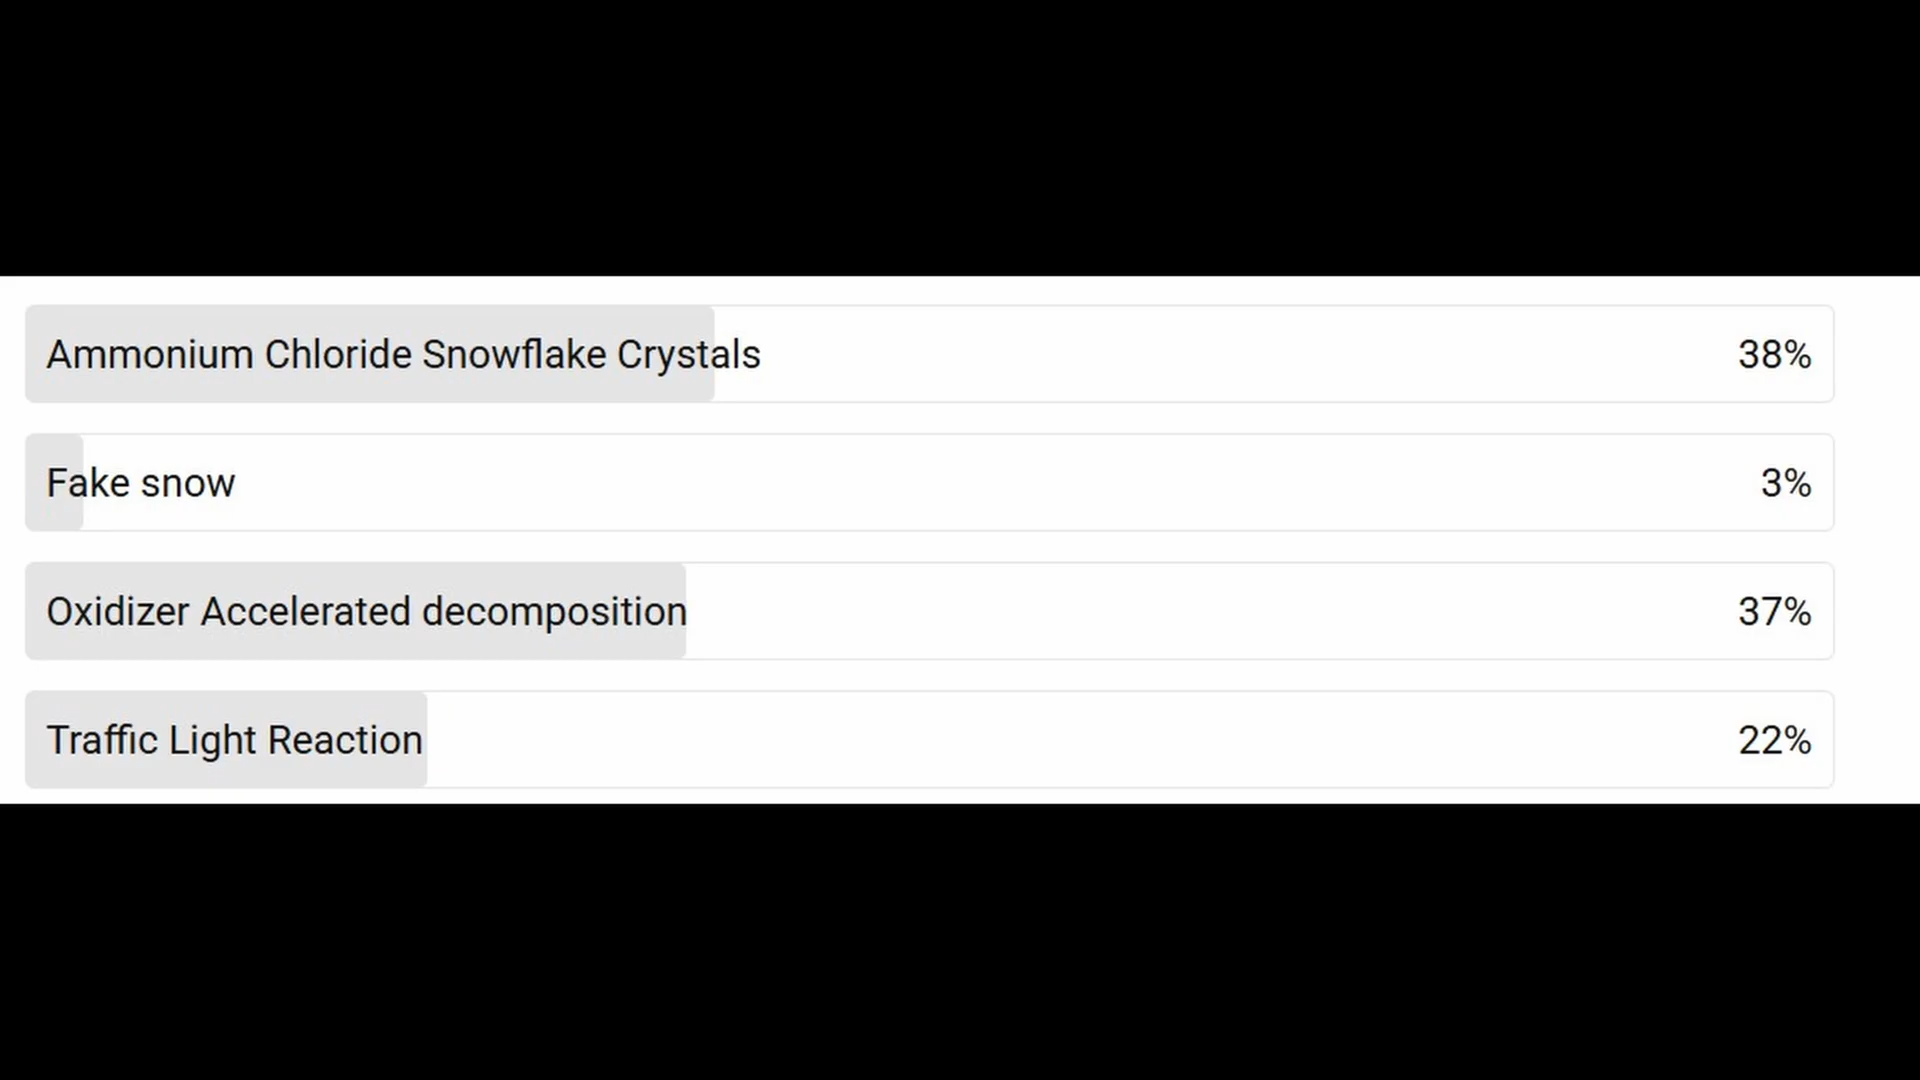 Ammonium Chloride Snowflake Crystals 38%
Fake snow 3%
Oxidizer Accelerated decomposition 37%
Traffic Light Reaction 22%